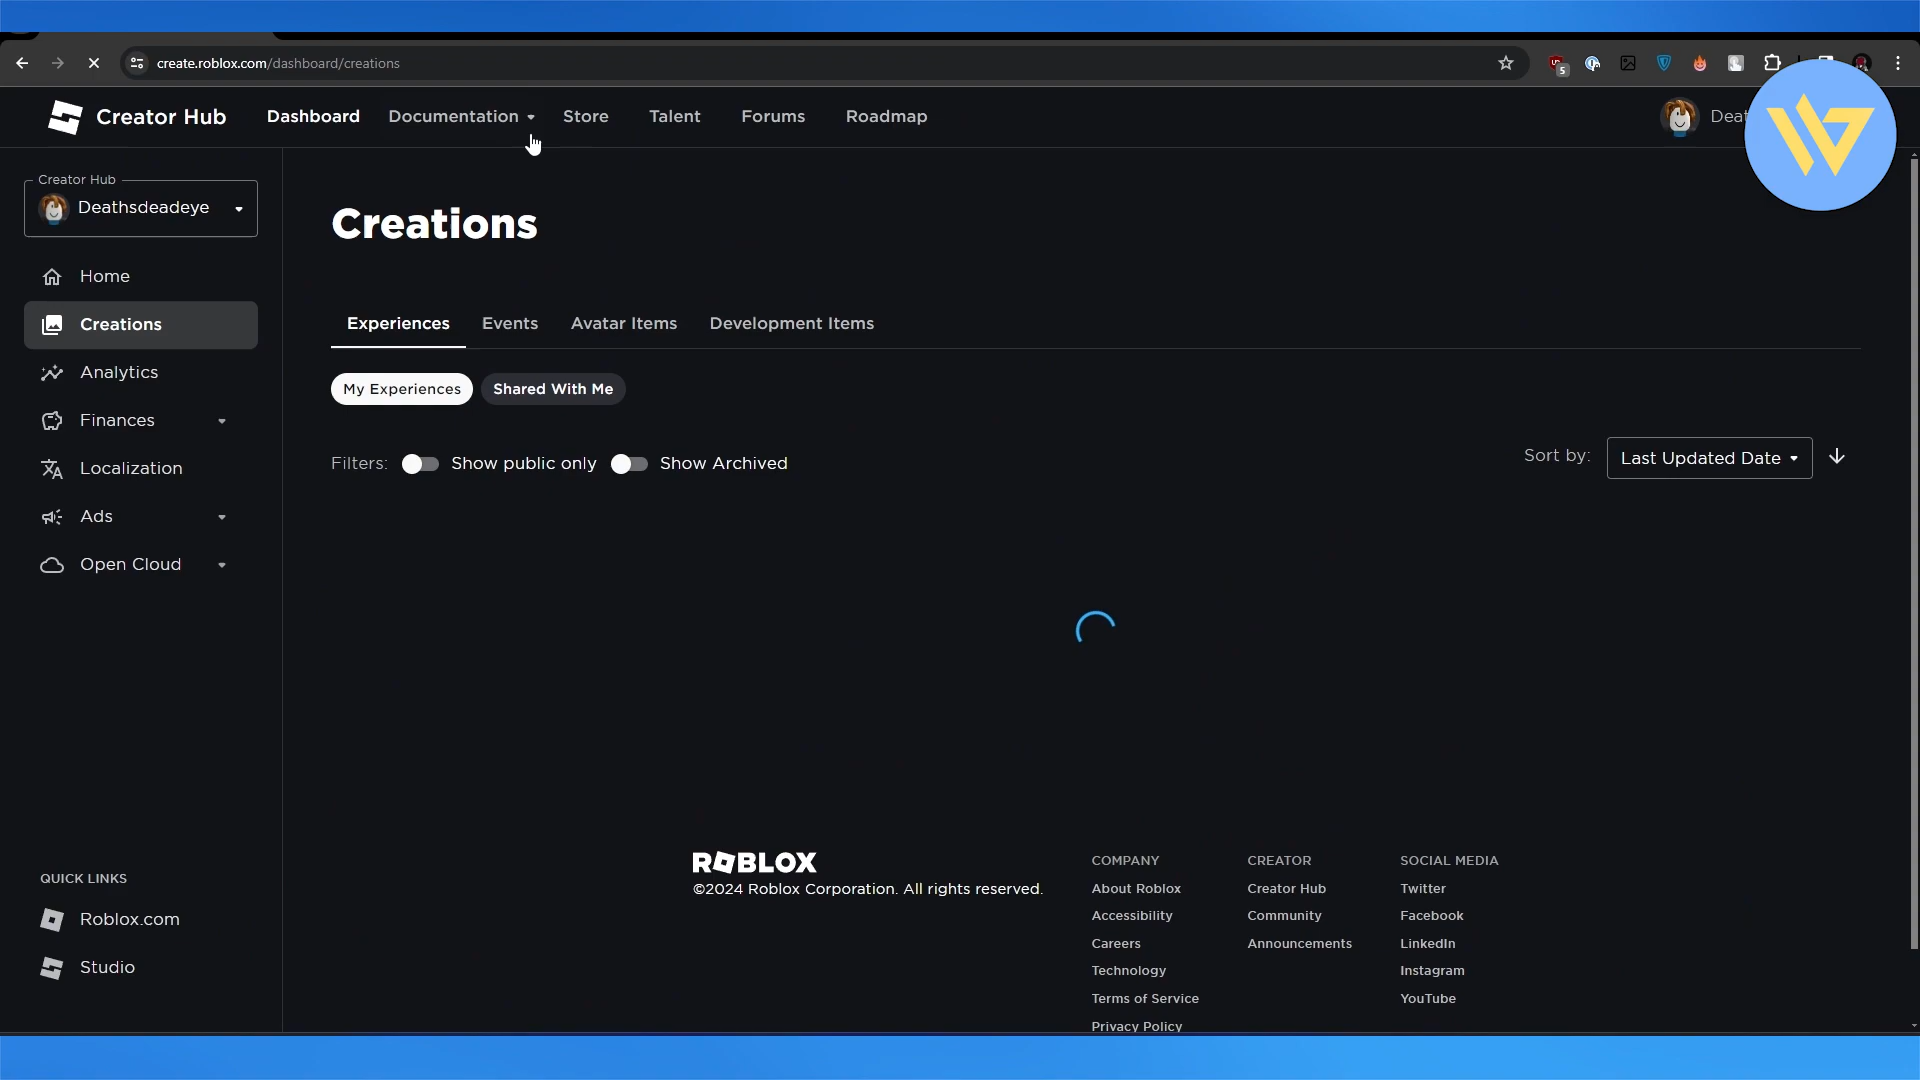 create.roblox.com/dashboard/creations
5
Creator Hub
Dashboard
Documentation
Store
Talent
Forums
Roadmap
Deat
Creator Hub
Deathsdeadeye
Home
Creations
Analytics
Finances
Localization
Ads
Open Cloud
QUICK LINKS
Roblox.com
Studio
Creations
Experiences
Events
Avatar Items
Development Items
My Experiences
Shared With Me
Filters:
Show public only
Show Archived
Sort by:
Last Updated Date
ROBLOX
©2024 Roblox Corporation. All rights reserved.
COMPANY
About Roblox
Accessibility
Careers
Technology
Terms of Service
Privacy Policy
CREATOR
Creator Hub
Community
Announcements
SOCIAL MEDIA
Twitter
Facebook
LinkedIn
Instagram
YouTube